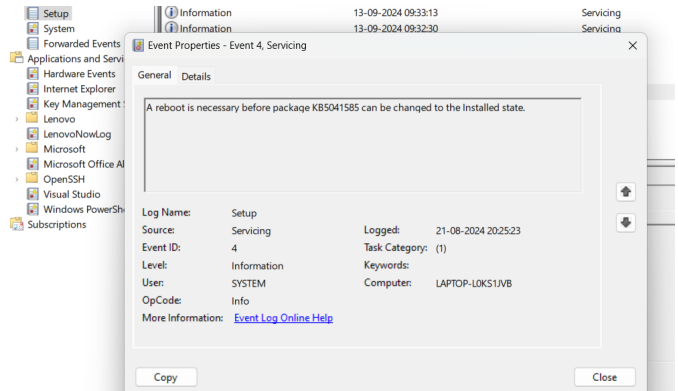 Setup
System
Forwarded Events
Applications and Servi
Hardware Events
Internet Explorer
Key Management
Lenovo
LenovoNowLog
Microsoft
Microsoft Office Al
OpenSSH
Visual Studio
Windows PowerSh
Subscriptions
Information 13-09-2024 09:33:13 Servicing
Information 13-09-2024 09:32:30 Servicing
Event Properties - Event 4, Servicing
General Details
A reboot is necessary before package KB5041585 can be changed to the Installed state.
Log Name: Setup
Source: Servicing Logged: 21-08-2024 20:25:23
Event ID: 4 Task Category: (1)
Level: Information Keywords:
User: SYSTEM Computer: LAPTOP-L0KS1JVB
OpCode: Info
More Information: Event Log Online Help
Copy Close